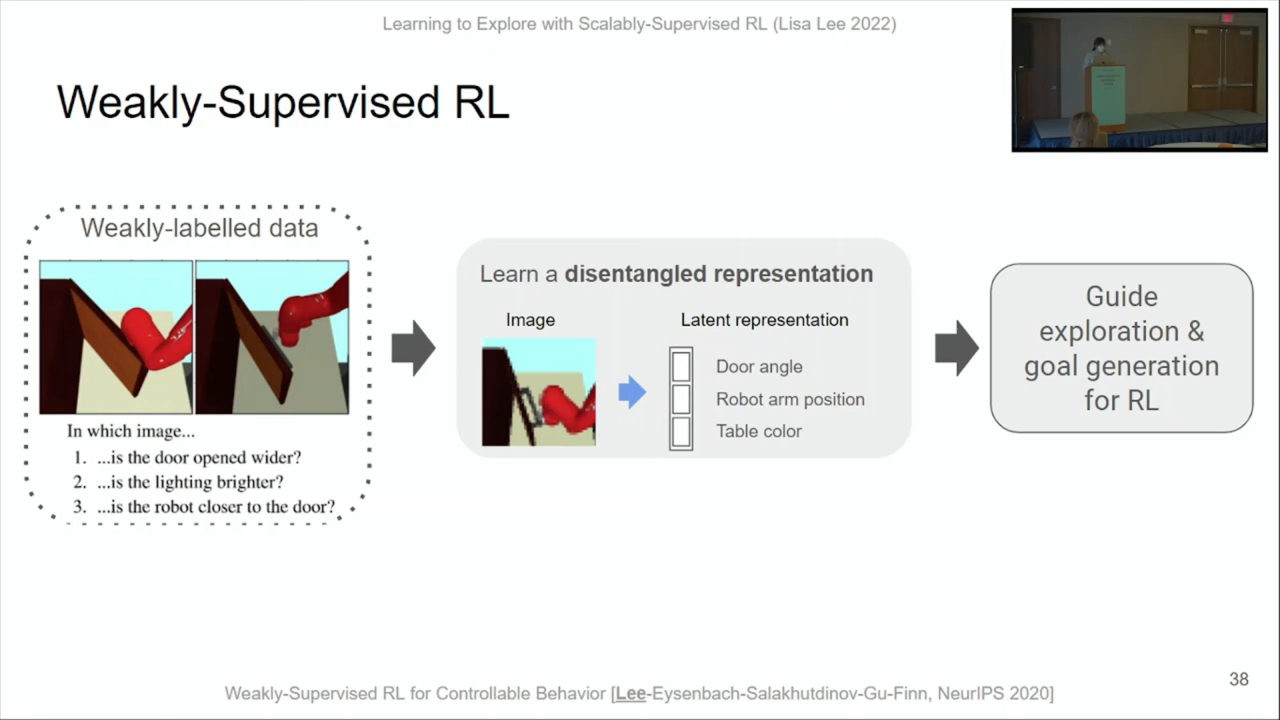 Learning to Explore with Scalably-Supervised RL (Lisa Lee 2022)
Weakly-Supervised RL
Weakly-labelled data
In which image...
1. ...is the door opened wider?
2. ...is the lighting brighter?
3. ...is the robot closer to the door?
Learn a disentangled representation
Image
Latent representation
Door angle
Robot arm position
Table color
Guide
exploration &
goal generation
for RL
Weakly-Supervised RL for Controllable Behavior [Lee-Eysenbach-Salakhutdinov-Gu-Finn, NeurIPS 2020]
38